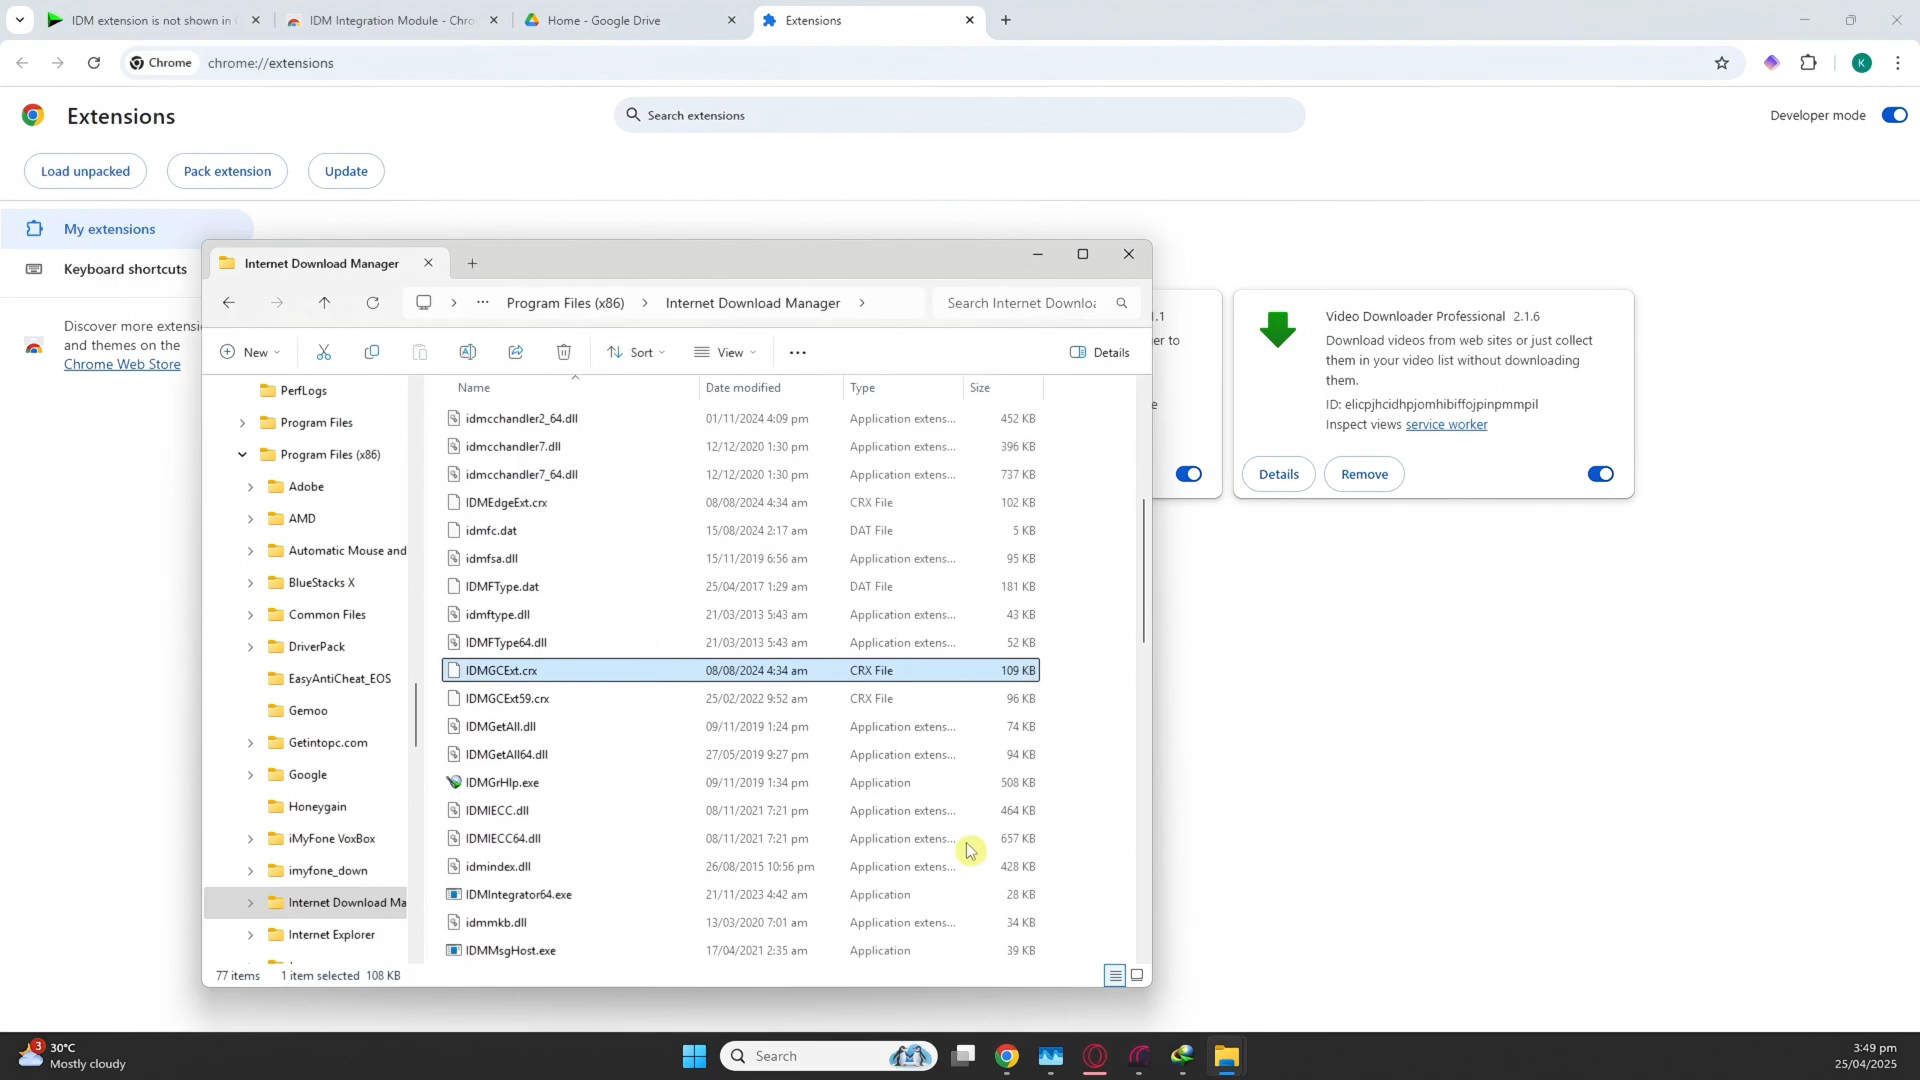 IDM extension is not shown in
IDM Integration Module - Chro
Home - Google Drive
Extensions
Chrome
chrome://extensions
K
Extensions
Search extensions
Developer mode
Load unpacked
Pack extension
Update
My extensions
Keyboard shortcuts
Discover more extensi
and themes on the
Chrome Web Store
Internet Download Manager
Program Files (x86)
Internet Download Manager
Search Internet Downloa
New
Sort
View
Details
PerfLogs
Program Files
Program Files (x86)
Adobe
AMD
Automatic Mouse and
BlueStacks X
Common Files
DriverPack
EasyAntiCheat_EOS
Gemoo
Getintopc.com
Google
Honeygain
iMyFone VoxBox
imyfone_down
Internet Download Ma
Internet Explorer
Name Date modified Type Size
idmcchandler2_64.dll 01/11/2024 4:09 pm Application extens... 452 KB
idmcchandler7.dll 12/12/2020 1:30 pm Application extens... 396 KB
idmcchandler7_64.dll 12/12/2020 1:30 pm Application extens... 737 KB
IDMEdgeExt.crx 08/08/2024 4:34 am CRX File 102 KB
idmfc.dat 15/08/2024 2:17 am DAT File 5 KB
idmfsa.dll 15/11/2019 6:56 am Application extens... 95 KB
IDMFType.dat 25/04/2017 1:29 am DAT File 181 KB
idmftype.dll 21/03/2013 5:43 am Application extens... 43 KB
IDMFType64.dll 21/03/2013 5:43 am Application extens... 52 KB
IDMGCExt.crx 08/08/2024 4:34 am CRX File 109 KB
IDMGCExt59.crx 25/02/2022 9:52 am CRX File 96 KB
IDMGetAll.dll 09/11/2019 1:24 pm Application extens... 74 KB
IDMGetAll64.dll 27/05/2019 9:27 pm Application extens... 94 KB
IDMGrHlp.exe 09/11/2019 1:34 pm Application 508 KB
IDMIECC.dll 08/11/2021 7:21 pm Application extens... 464 KB
IDMIECC64.dll 08/11/2021 7:21 pm Application extens... 657 KB
idmindex.dll 26/08/2015 10:56 pm Application extens... 428 KB
IDMIntegrator64.exe 21/11/2023 4:42 am Application 28 KB
idmmkb.dll 13/03/2020 7:01 am Application extens... 34 KB
IDMMsgHost.exe 17/04/2021 2:35 am Application 39 KB
77 items 1 item selected 108 KB
1.1
er to
e
Video Downloader Professional 2.1.6
Download videos from web sites or just collect
them in your video list without downloading
them.
ID: elicpjhcidhpjomhibiffojpinpmmpil
Inspect views service worker
Details
Remove
3
30°C
Mostly cloudy
Search
3:49 pm
25/04/2025